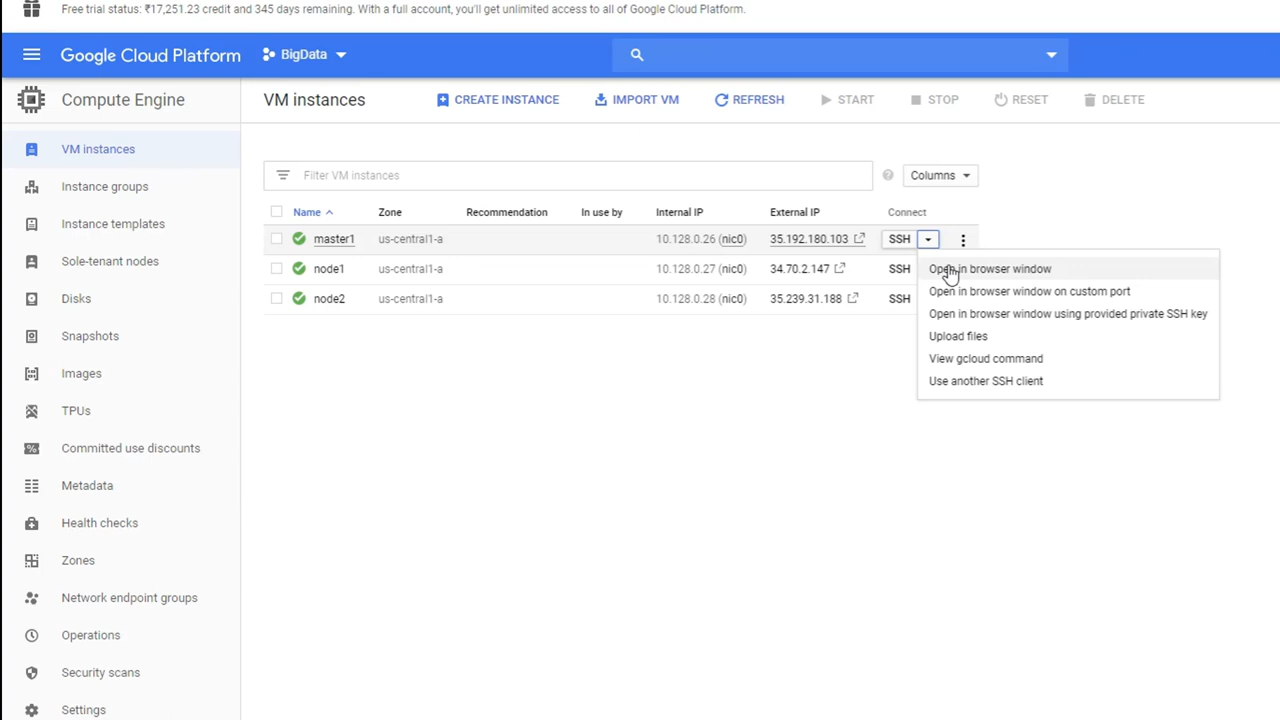 Free trial status: ₹17,251.23 credit and 345 days remaining. With a full account, you'll get unlimited access to all of Google Cloud Platform.
Google Cloud Platform BigData
Compute Engine
VM instances CREATE INSTANCE IMPORT VM REFRESH START STOP RESET DELETE
VM instances
Instance groups
Instance templates
Sole-tenant nodes
Disks
Snapshots
Images
TPUs
Committed use discounts
Metadata
Health checks
Zones
Network endpoint groups
Operations
Security scans
Settings
Filter VM instances Columns
Name Zone Recommendation In use by Internal IP External IP Connect
master1 us-central1-a 10.128.0.26 (nic0) 35.192.180.103 SSH
node1 us-central1-a 10.128.0.27 (nic0) 34.70.2.147 SSH
node2 us-central1-a 10.128.0.28 (nic0) 35.239.31.188 SSH
Open in browser window
Open in browser window on custom port
Open in browser window using provided private SSH key
Upload files
View gcloud command
Use another SSH client